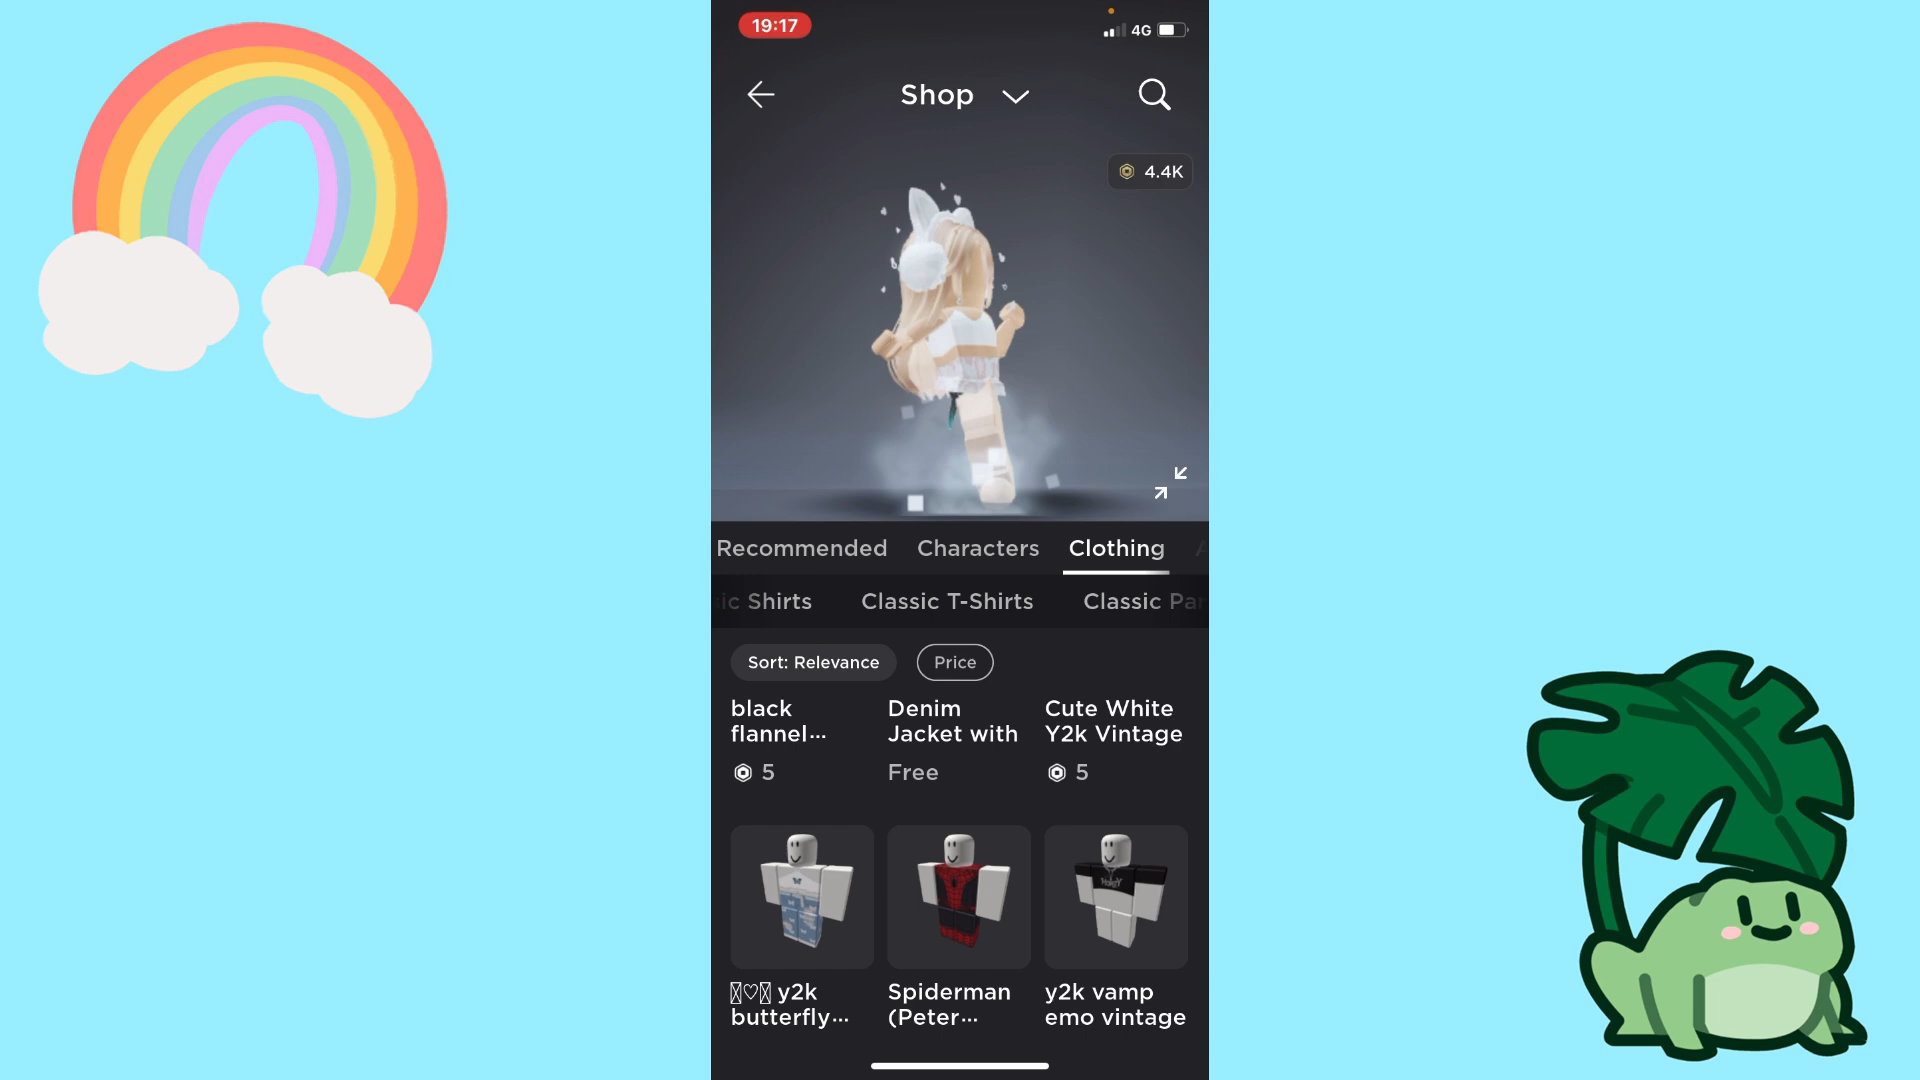 19:17
4G
Shop
4.4K
Recommended Characters Clothing
ic Shirts Classic T-Shirts Classic Par
Sort: Relevance Price
black flannel...
Denim Jacket with
Cute White Y2k Vintage
5
Free
5
♡ y2k butterfly...
Spiderman (Peter...
y2k vamp emo vintage